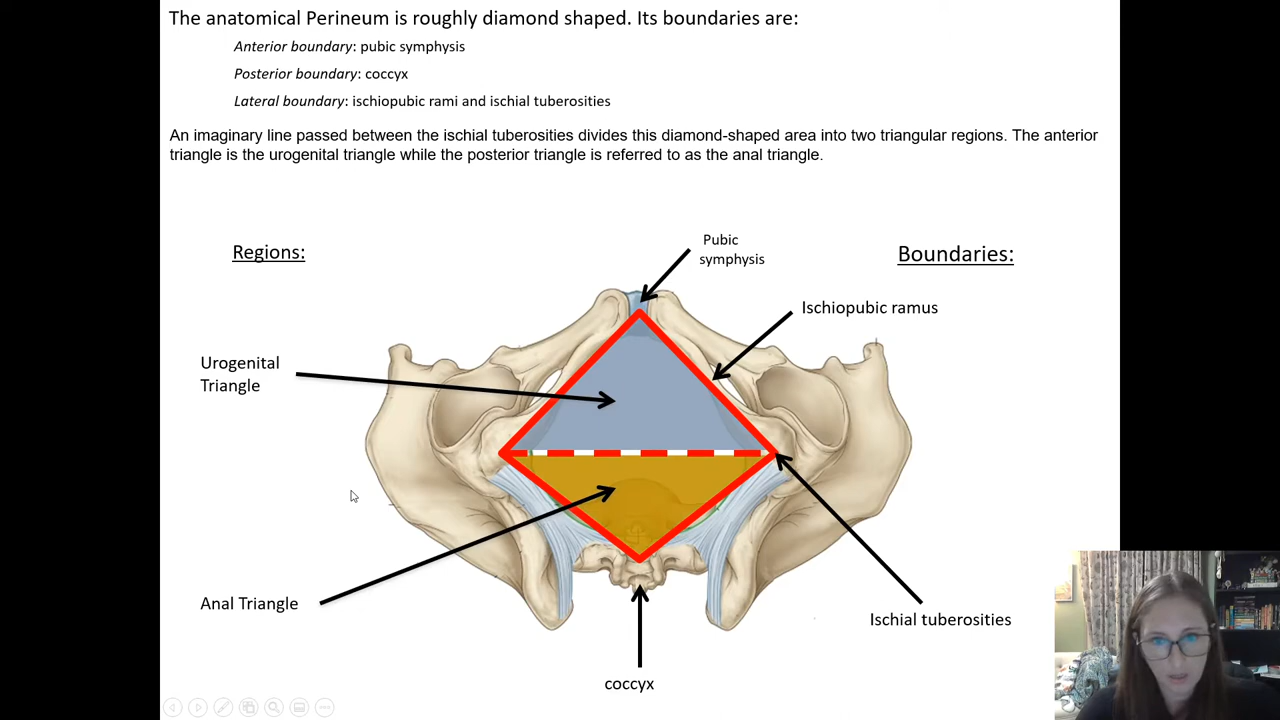 The anatomical Perineum is roughly diamond shaped. Its boundaries are:
Anterior boundary: pubic symphysis
Posterior boundary: coccyx
Lateral boundary: ischiopubic rami and ischial tuberosities
An imaginary line passed between the ischial tuberosities divides this diamond-shaped area into two triangular regions. The anterior
triangle is the urogenital triangle while the posterior triangle is referred to as the anal triangle.
Regions:
Boundaries:
Pubic
symphysis
Ischiopubic ramus
Urogenital
Triangle
Anal Triangle
Ischial tuberosities
coccyx